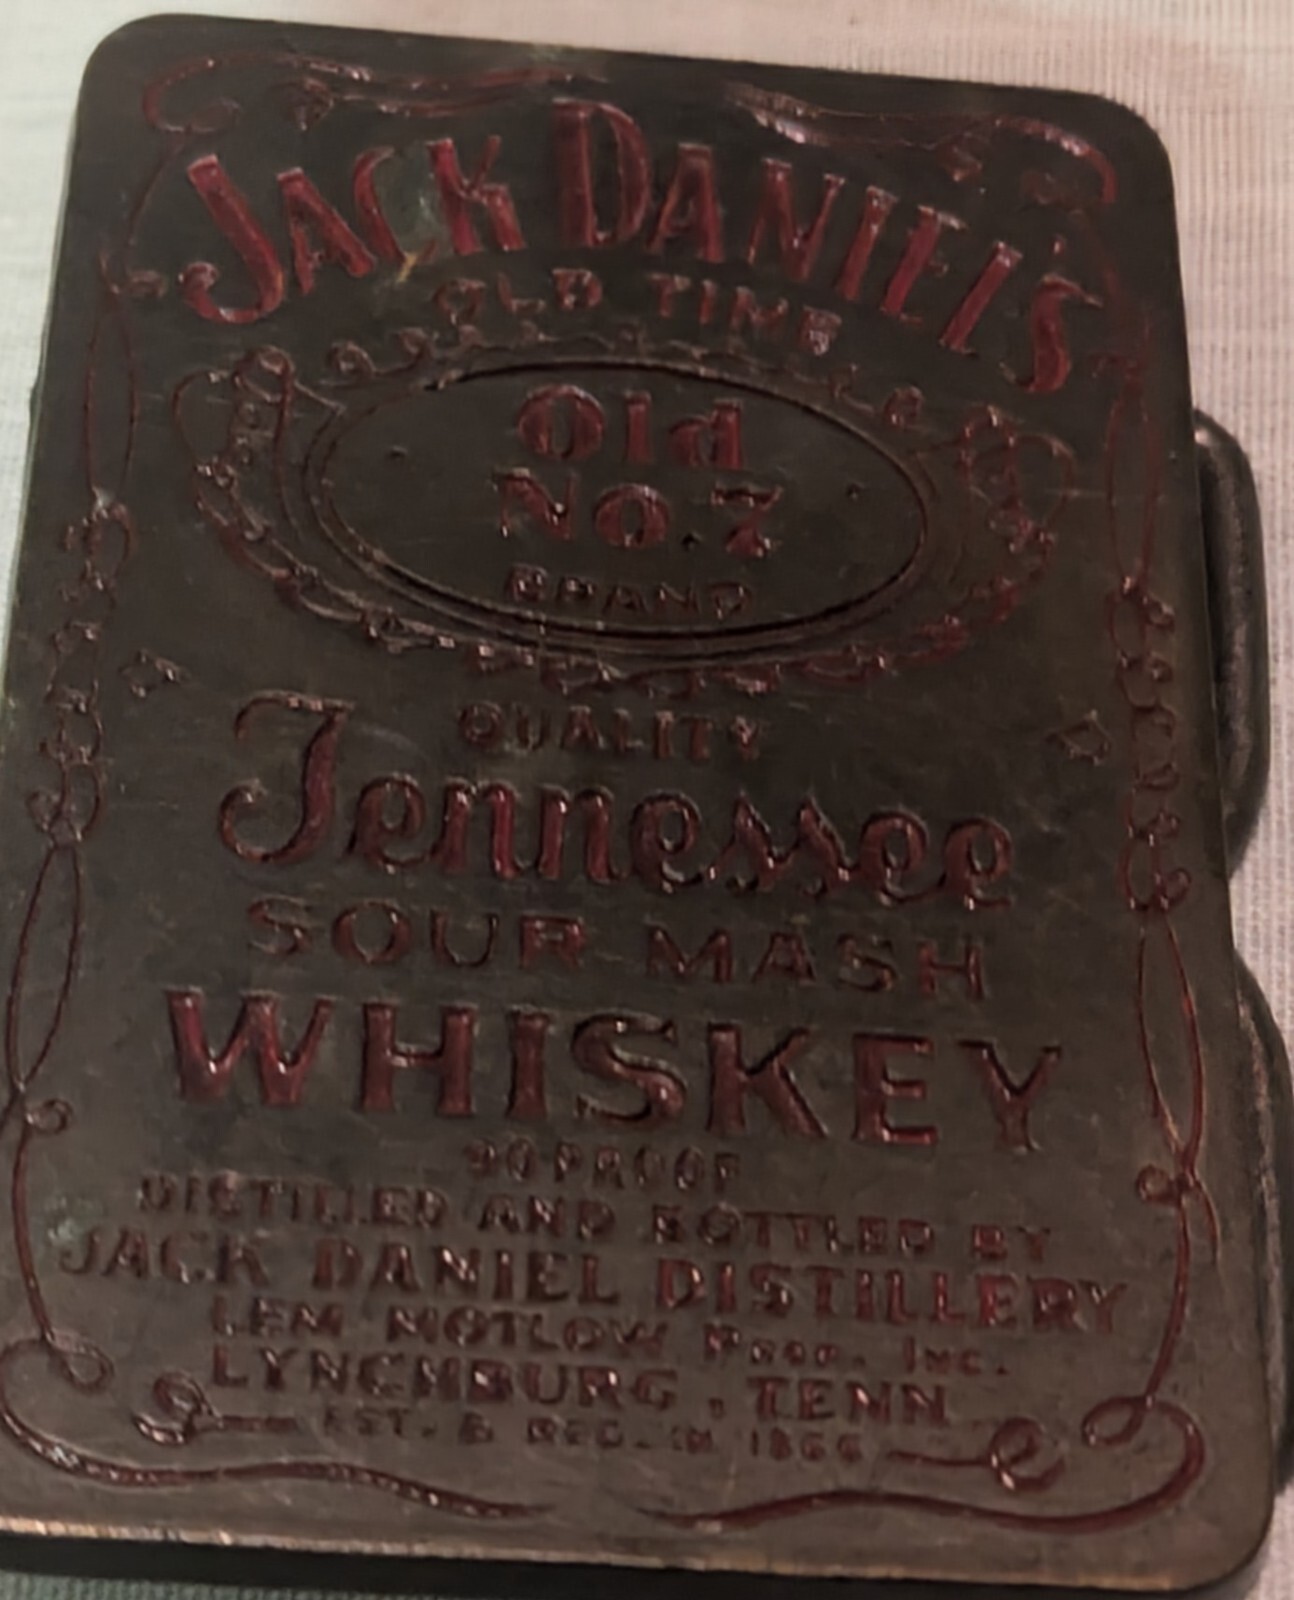 JACK DANIEL'S
OLD TIME
Old
NO. 7
BRAND
QUALITY
Tennessee
SOUR MASH
WHISKEY
90 PROOF
DISTILLED AND BOTTLED BY
JACK DANIEL DISTILLERY
LEM MOTLOW PROP. INC.
LYNCHBURG, TENN
EST. & REG. IN 1866